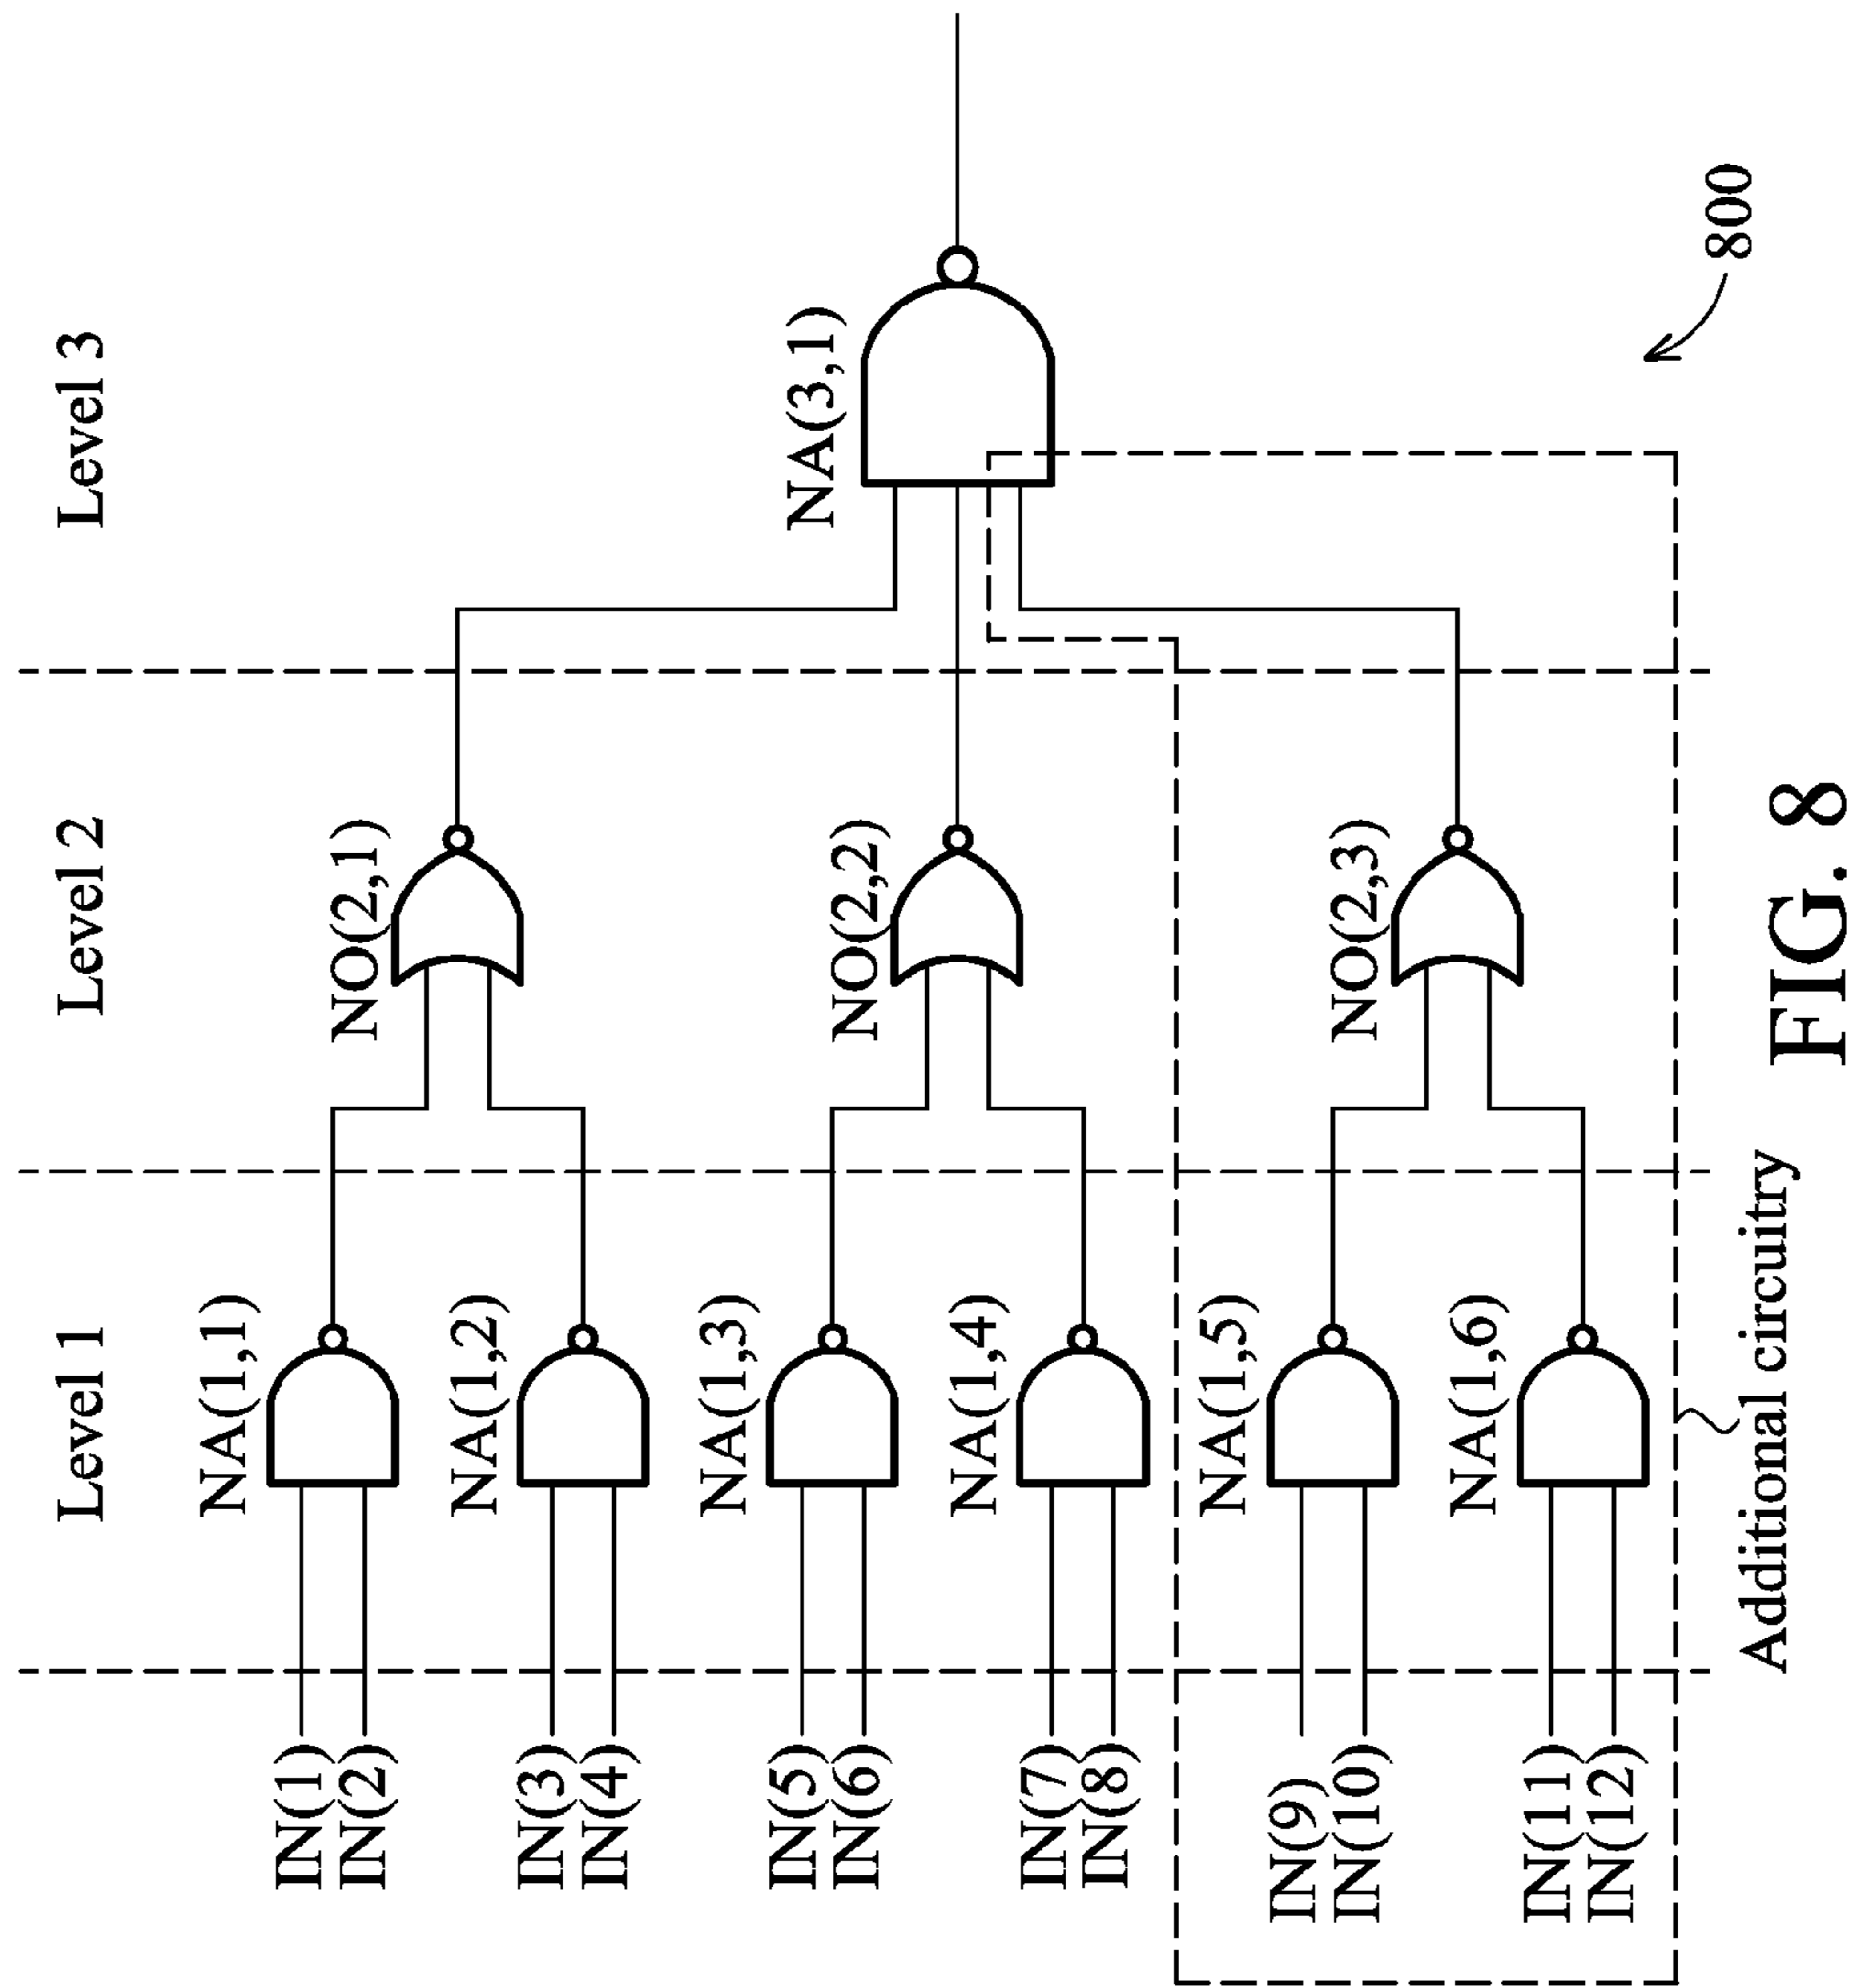 Level 1
Level 2
Level 3
IN(1)
IN(2)
NA(1,1)
IN(3)
IN(4)
NA(1,2)
NO(2,1)
IN(5)
IN(6)
NA(1,3)
IN(7)
IN(8)
NA(1,4)
NO(2,2)
NA(3,1)
IN(9)
IN(10)
NA(1,5)
IN(11)
IN(12)
NA(1,6)
NO(2,3)
Additional circuitry
800
FIG. 8